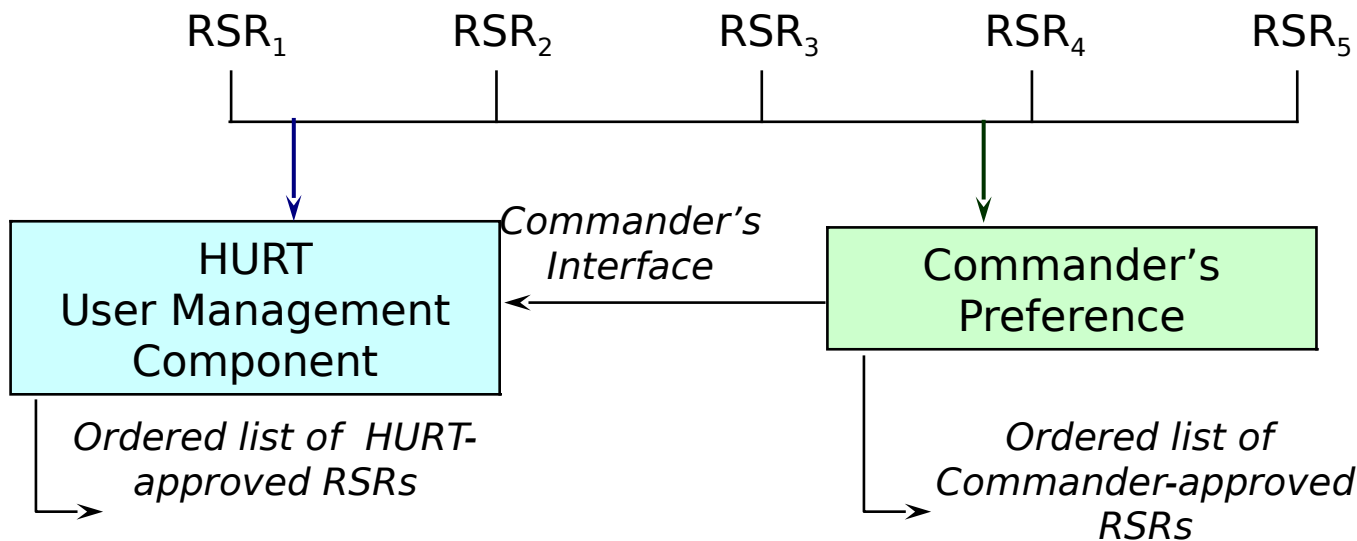 RSR₁ RSR₂ RSR₃ RSR₄ RSR₅
Commander’s
Interface
HURT
User Management
Component
Commander’s
Preference
Ordered list of HURT-
approved RSRs
Ordered list of
Commander-approved
RSRs